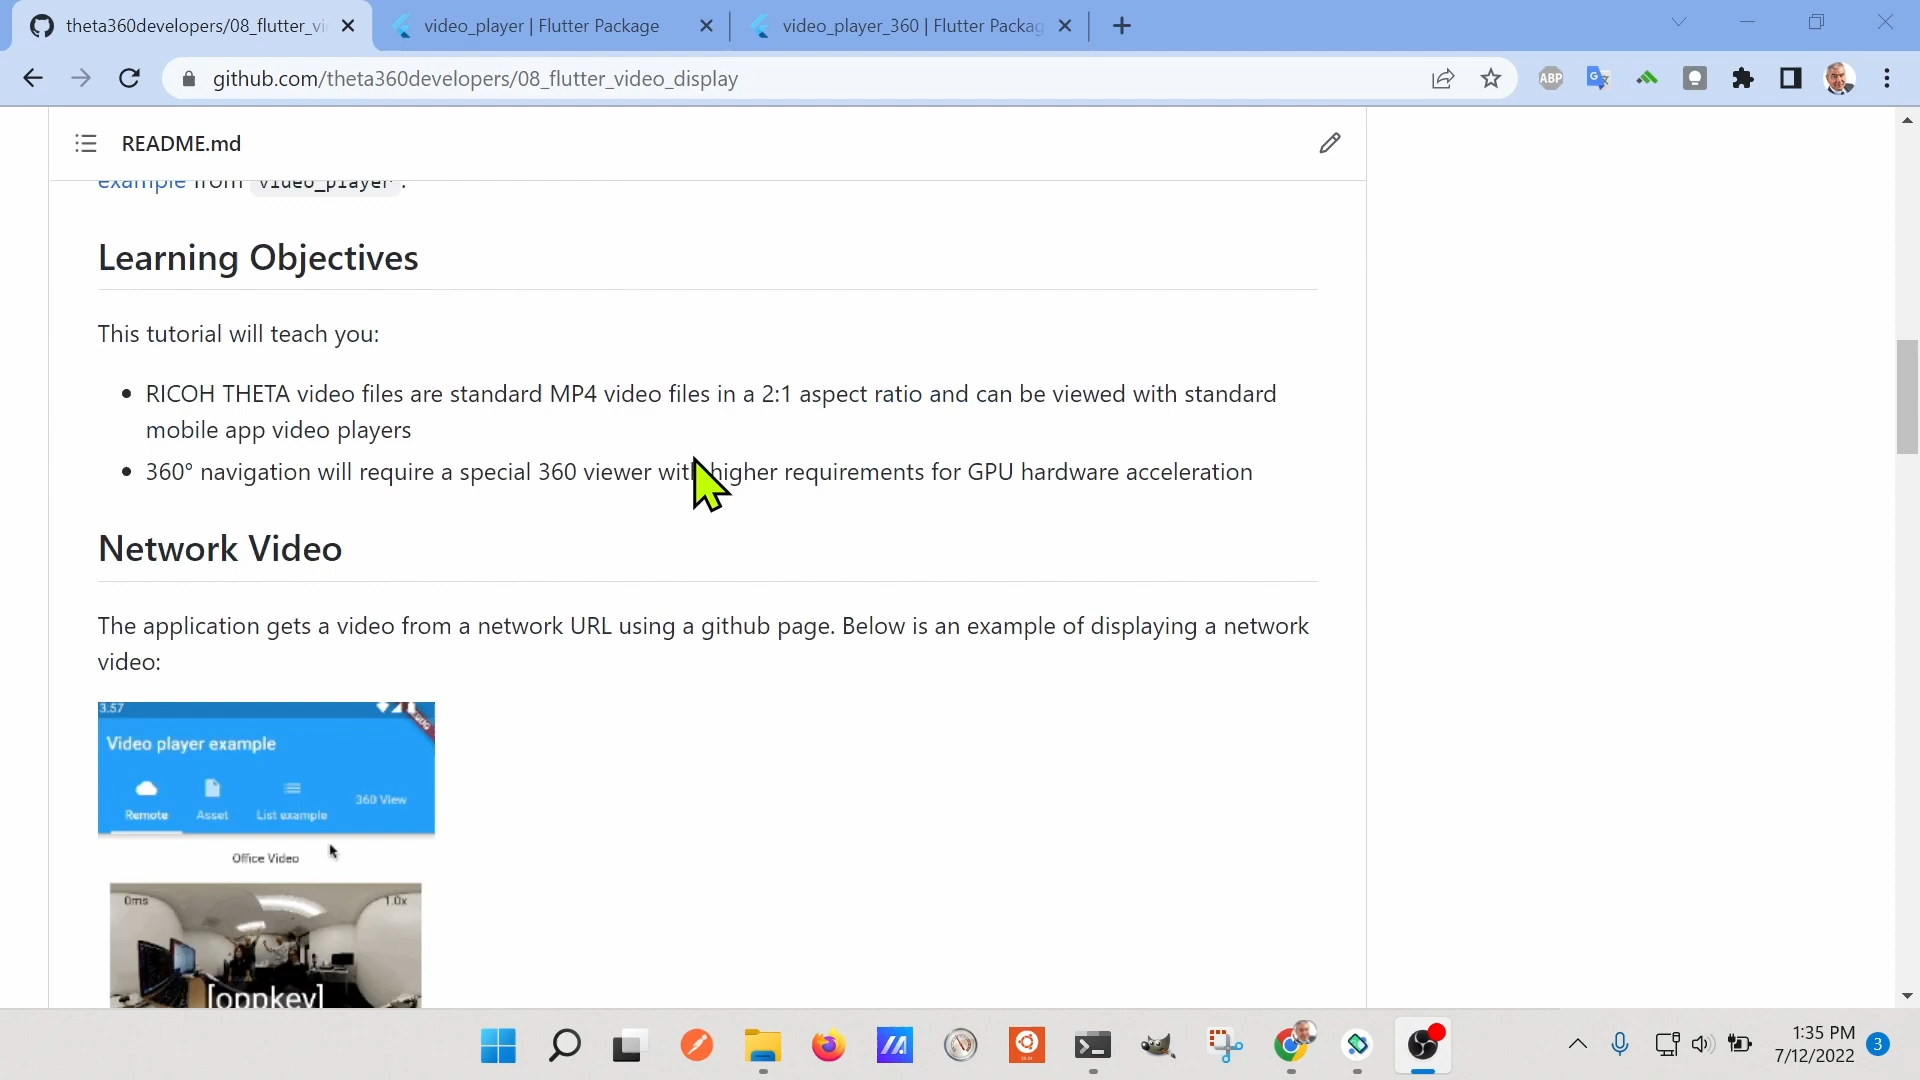 theta360developers/08_flutter_vi
video_player | Flutter Package
video_player_360 | Flutter Packag
github.com/theta360developers/08_flutter_video_display
ABP
README.md
example from video_player.
Learning Objectives
This tutorial will teach you:
RICOH THETA video files are standard MP4 video files in a 2:1 aspect ratio and can be viewed with standard
mobile app video players
360° navigation will require a special 360 viewer with higher requirements for GPU hardware acceleration
Network Video
The application gets a video from a network URL using a github page. Below is an example of displaying a network
video:
3:57
DEBUG
Video player example
Remote Asset List example 360 View
Office Video
0ms 1.0x
[oppkey]
1:35 PM
7/12/2022
3